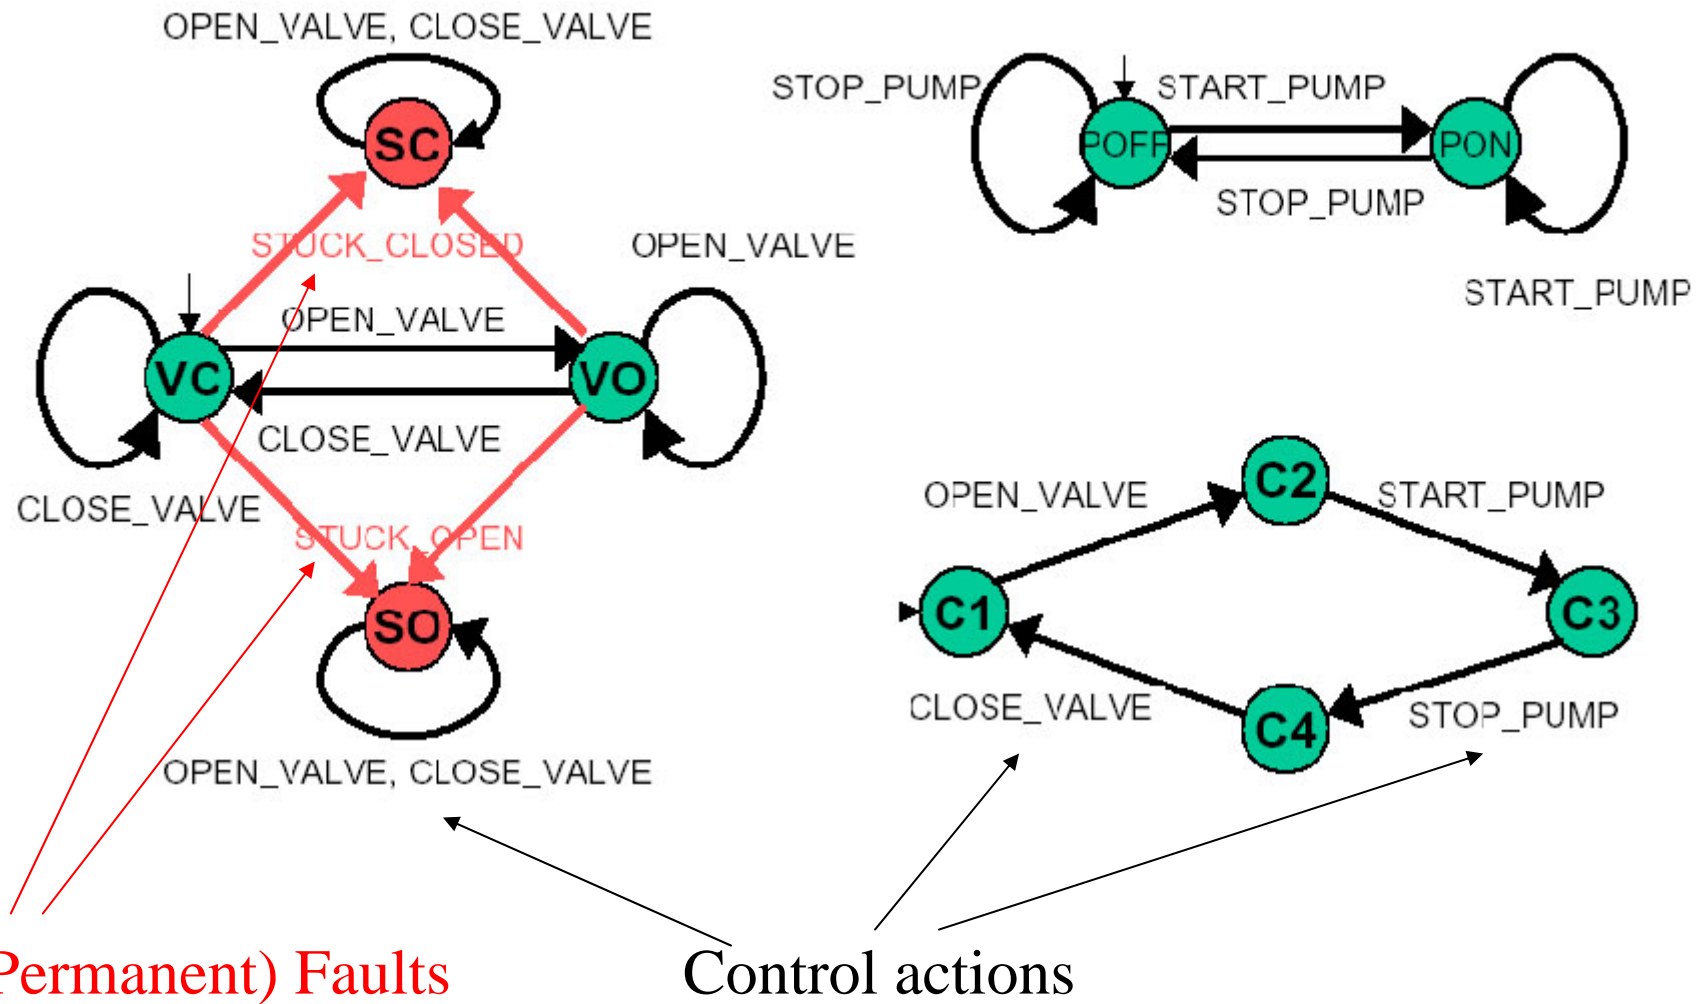 OPEN_VALVE, CLOSE_VALVE
SC
STUCK_CLOSED
OPEN_VALVE
OPEN_VALVE
VC
VO
CLOSE_VALVE
CLOSE_VALVE
STUCK_OPEN
SO
OPEN_VALVE, CLOSE_VALVE
STOP_PUMP
START_PUMP
POFF
PON
STOP_PUMP
START_PUMP
C2
OPEN_VALVE
START_PUMP
C1
C3
CLOSE_VALVE
STOP_PUMP
C4
Permanent) Faults
Control actions